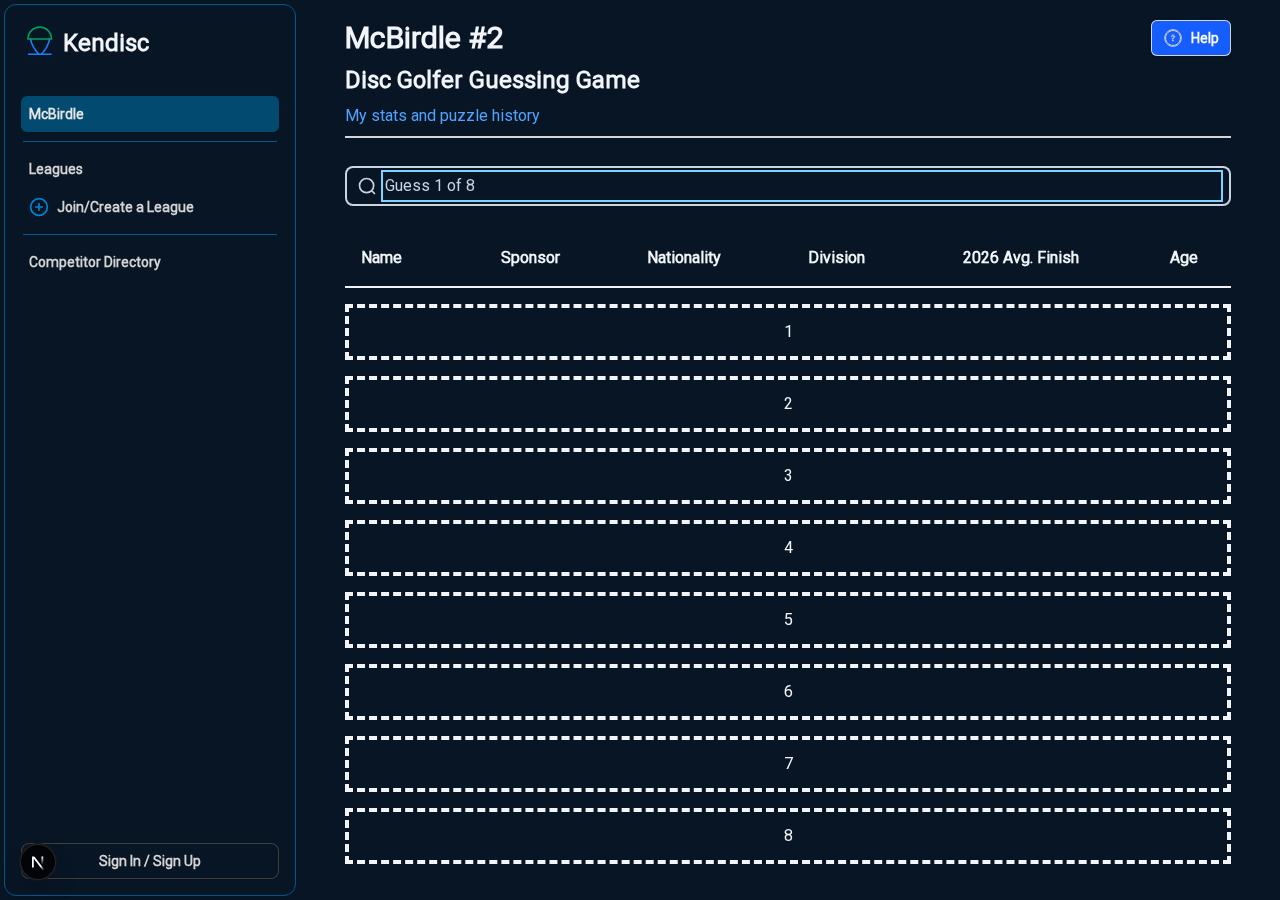 Kendisc
McBirdle
Leagues
Join/Create a League
Competitor Directory
Sign In / Sign Up
N
McBirdle #2
? Help
Disc Golfer Guessing Game
My stats and puzzle history
Guess 1 of 8
Name Sponsor Nationality Division 2026 Avg. Finish Age
1
2
3
4
5
6
7
8